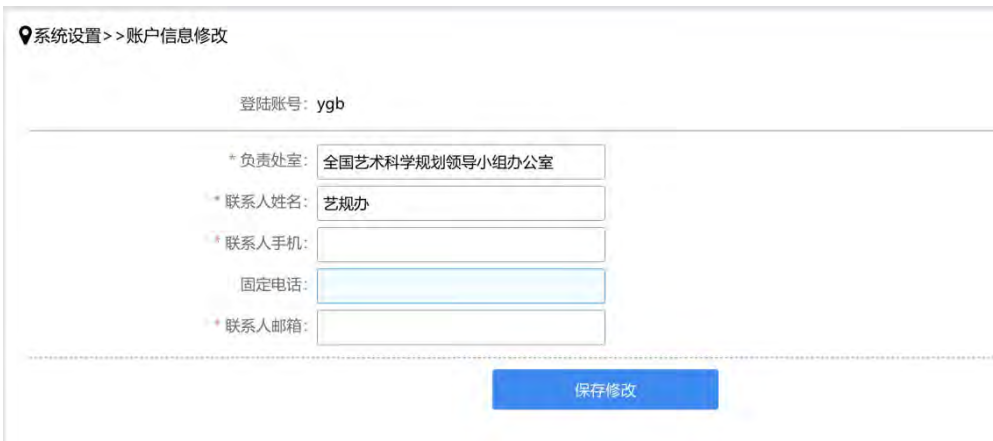 系统设置>>账户信息修改
登陆账号: ygb
* 负责处室: 全国艺术科学规划领导小组办公室
* 联系人姓名: 艺规办
* 联系人手机:
固定电话:
* 联系人邮箱:
保存修改